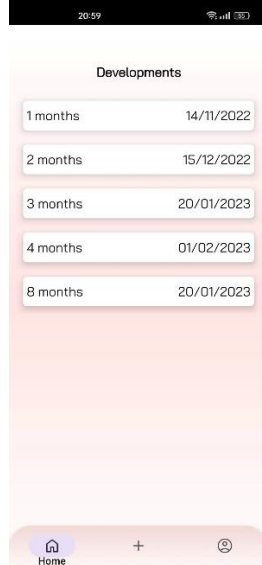 20:59
35
Developments
1 months 14/11/2022
2 months 15/12/2022
3 months 20/01/2023
4 months 01/02/2023
8 months 20/01/2023
Home